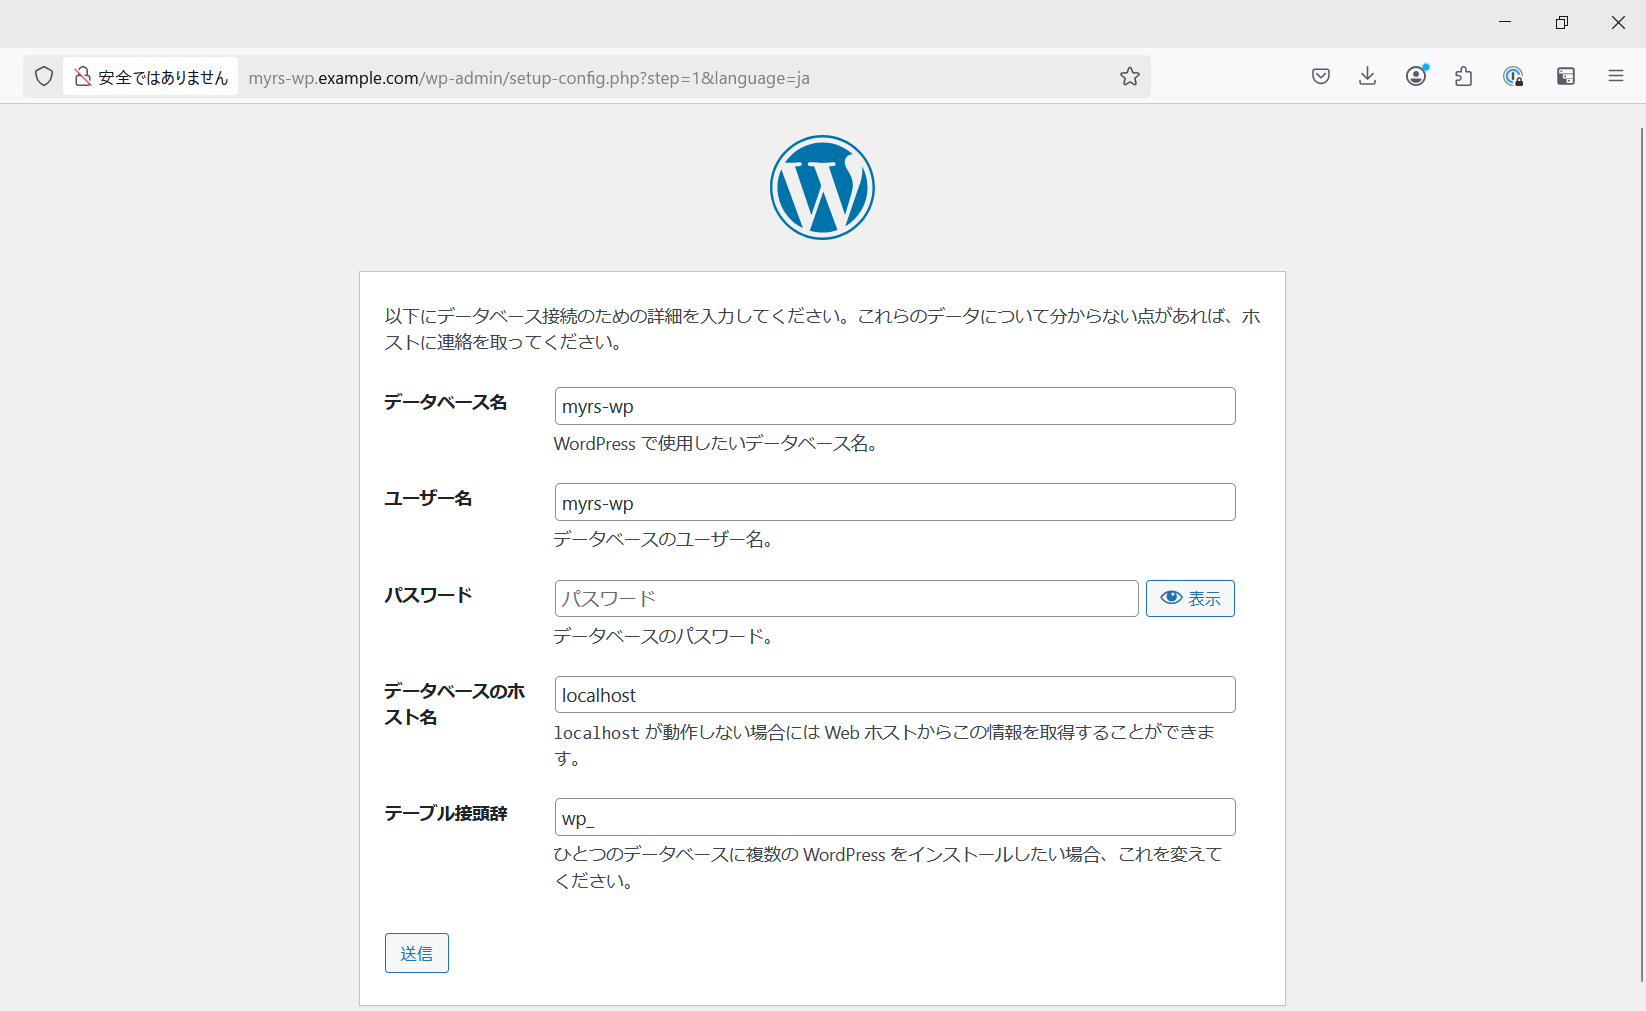 安全ではありません
myrs-wp.example.com/wp-admin/setup-config.php?step=1&language=ja
以下にデータベース接続のための詳細を入力してください。これらのデータについて分からない点があれば、ホ
ストに連絡を取ってください。
データベース名
myrs-wp
WordPress で使用したいデータベース名。
ユーザー名
myrs-wp
データベースのユーザー名。
パスワード
パスワード
表示
データベースのパスワード。
データベースのホ
スト名
localhost
localhost が動作しない場合には Web ホストからこの情報を取得することができま
す。
テーブル接頭辞
wp_
ひとつのデータベースに複数の WordPress をインストールしたい場合、これを変えて
ください。
送信